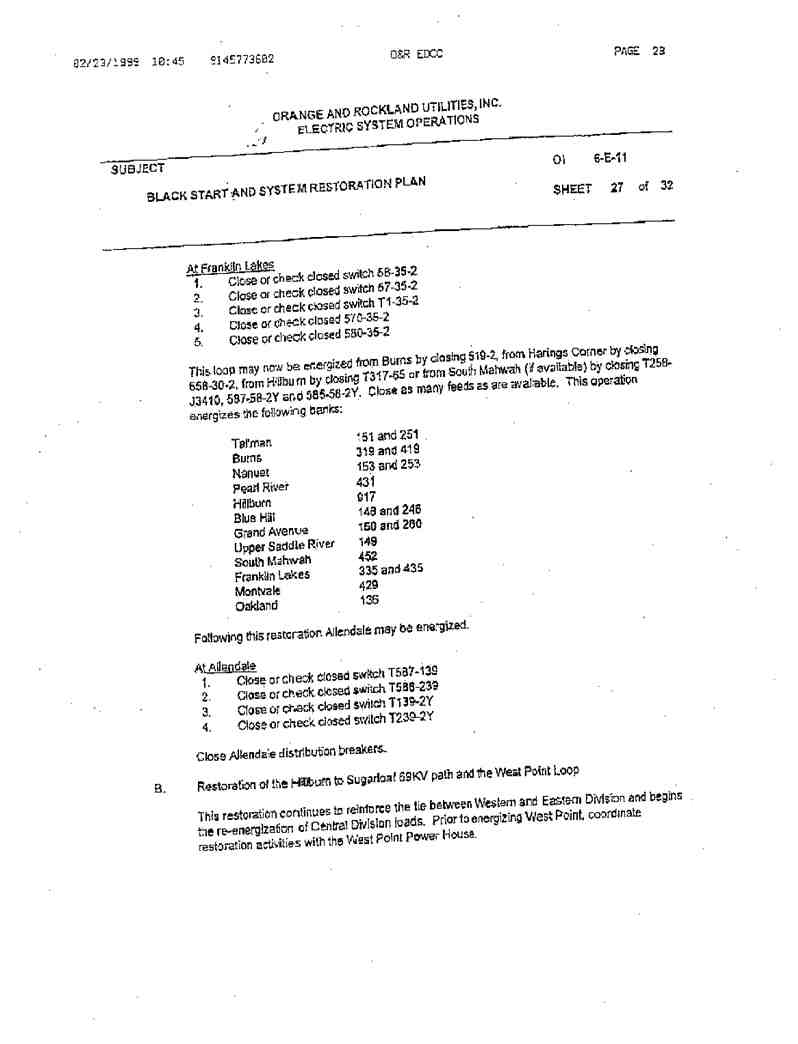 02/23/1999 10:45 9145773602 O&R EDCC PAGE 29
ORANGE AND ROCKLAND UTILITIES, INC.
ELECTRIC SYSTEM OPERATIONS
SUBJECT
OI 6-E-11
BLACK START AND SYSTEM RESTORATION PLAN
SHEET 27 of 32
At Franklin Lakes
1. Close or check closed switch 58-35-2
2. Close or check closed switch 67-35-2
3. Close or check closed switch T1-35-2
4. Close or check closed 570-35-2
5. Close or check closed 580-35-2
This loop may now be energized from Burns by closing 519-2, from Harings Corner by closing
658-30-2, from Hillburn by closing T317-65 or from South Mahwah (if available) by closing T258-
J3410, 587-58-2Y and 586-58-2Y. Close as many feeds as are available. This operation
energizes the following banks:
Tallman 151 and 251
Burns 319 and 419
Nanuet 153 and 253
Pearl River 431
Hillburn 917
Blue Hill 148 and 248
Grand Avenue 150 and 260
Upper Saddle River 149
South Mahwah 452
Franklin Lakes 335 and 435
Montvale 429
Oakland 136
Following this restoration Allendale may be energized.
At Allendale
1. Close or check closed switch T587-139
2. Close or check closed switch T586-239
3. Close or check closed switch T139-2Y
4. Close or check closed switch T239-2Y
Close Allendale distribution breakers.
B. Restoration of the Hillburn to Sugarloaf 69KV path and the West Point Loop
This restoration continues to reinforce the tie between Western and Eastern Division and begins
the re-energization of Central Division loads. Prior to energizing West Point, coordinate
restoration activities with the West Point Power House.